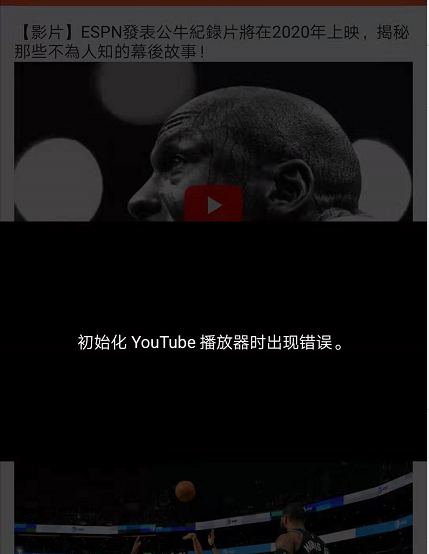 【影片】ESPN發表公牛紀錄片將在2020年上映，揭秘
那些不為人知的幕後故事！
初始化 YouTube 播放器时出现错误。